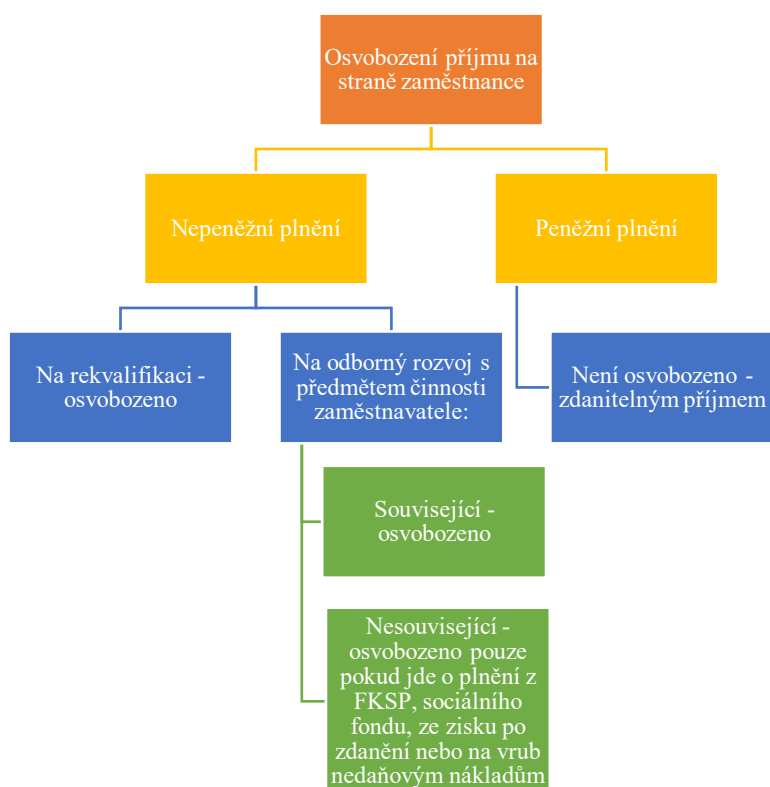 Osvobození příjmu na
straně zaměstnance
Nepeněžní plnění
Peněžní plnění
Na rekvalifikaci -
osvobozeno
Na odborný rozvoj s
předmětem činnosti
zaměstnavatele:
Není osvobozeno -
zdanitelným příjmem
Související -
osvobozeno
Nesouvisející -
osvobozeno pouze
pokud jde o plnění z
FKSP, sociálního
fondu, ze zisku po
zdanění nebo na vrub
nedaňovým nákladům